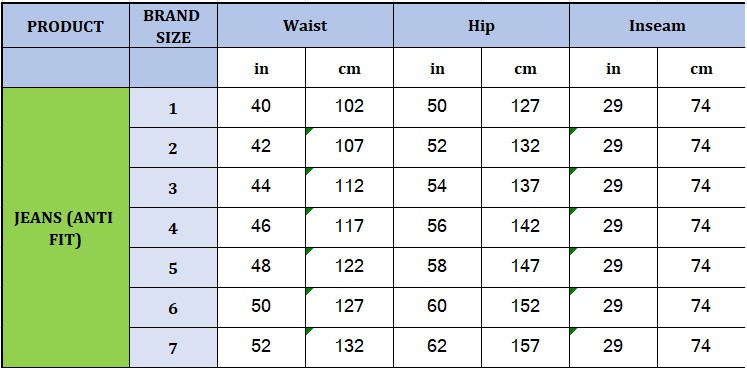 PRODUCT BRAND SIZE Waist Hip Inseam
in cm in cm in cm
JEANS (ANTI FIT)
1 40 102 50 127 29 74
2 42 107 52 132 29 74
3 44 112 54 137 29 74
4 46 117 56 142 29 74
5 48 122 58 147 29 74
6 50 127 60 152 29 74
7 52 132 62 157 29 74